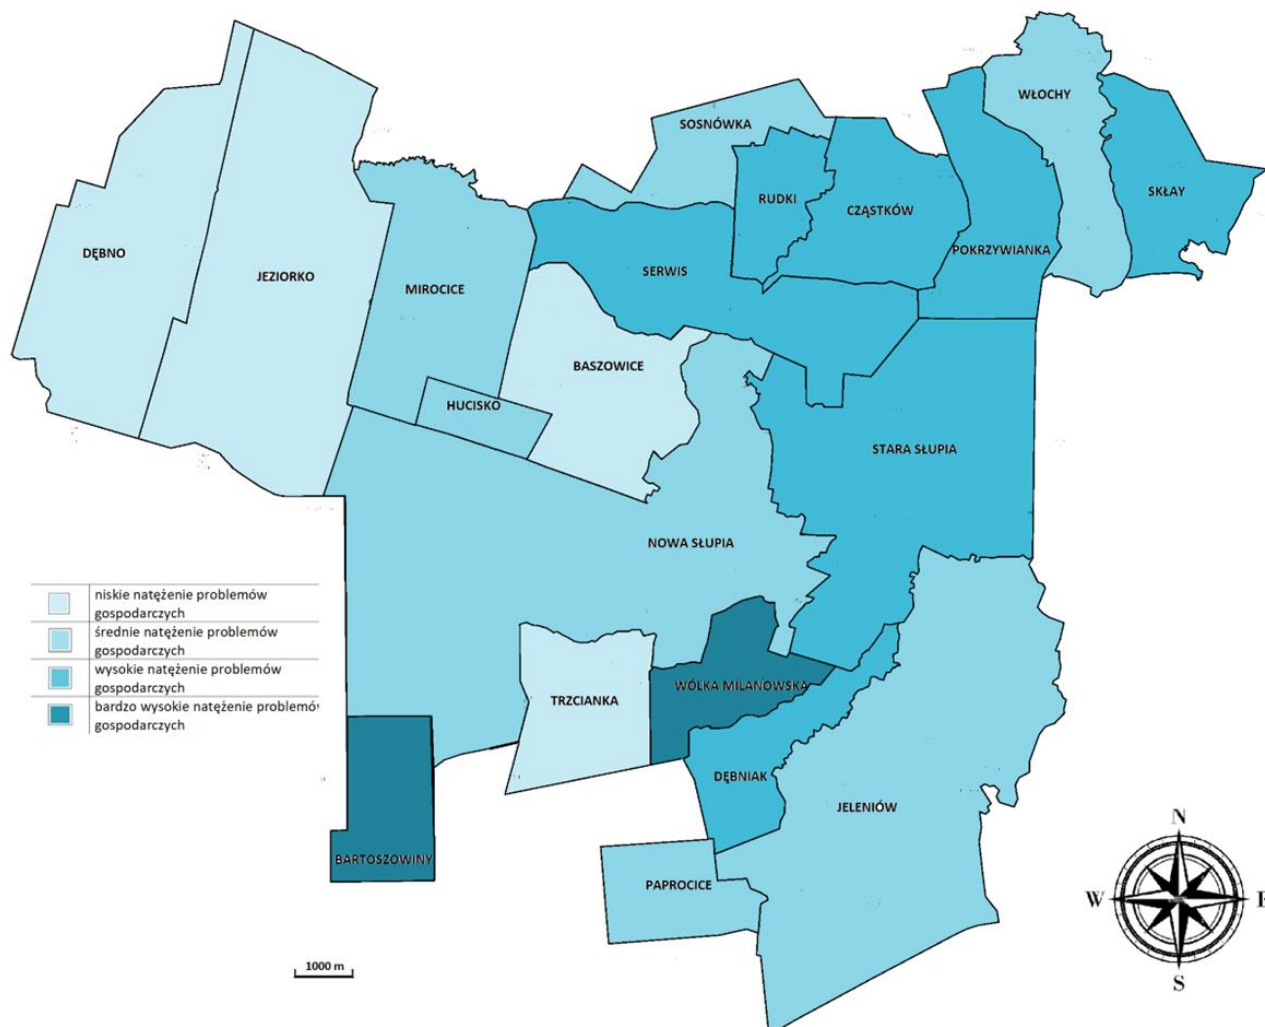 WŁOCHY
SOSNÓWKA
SKŁAY
RUDKI
CZĄSTKÓW
DĘBNO
POKRZYWIANKA
JEZIORKO
SERWIS
MIROCICE
BASZOWICE
HUCISKO
STARA SŁUPIA
NOWA SŁUPIA
niskie natężenie problemów
gospodarczych
średnie natężenie problemów
gospodarczych
wysokie natężenie problemów
gospodarczych
bardzo wysokie natężenie problemów
gospodarczych
WÓLKA MILANOWSKA
TRZCIANKA
DĘBNIAK
JELENIÓW
BARTOSZOWINY
PAPROCICE
1000 m
N
W
E
S